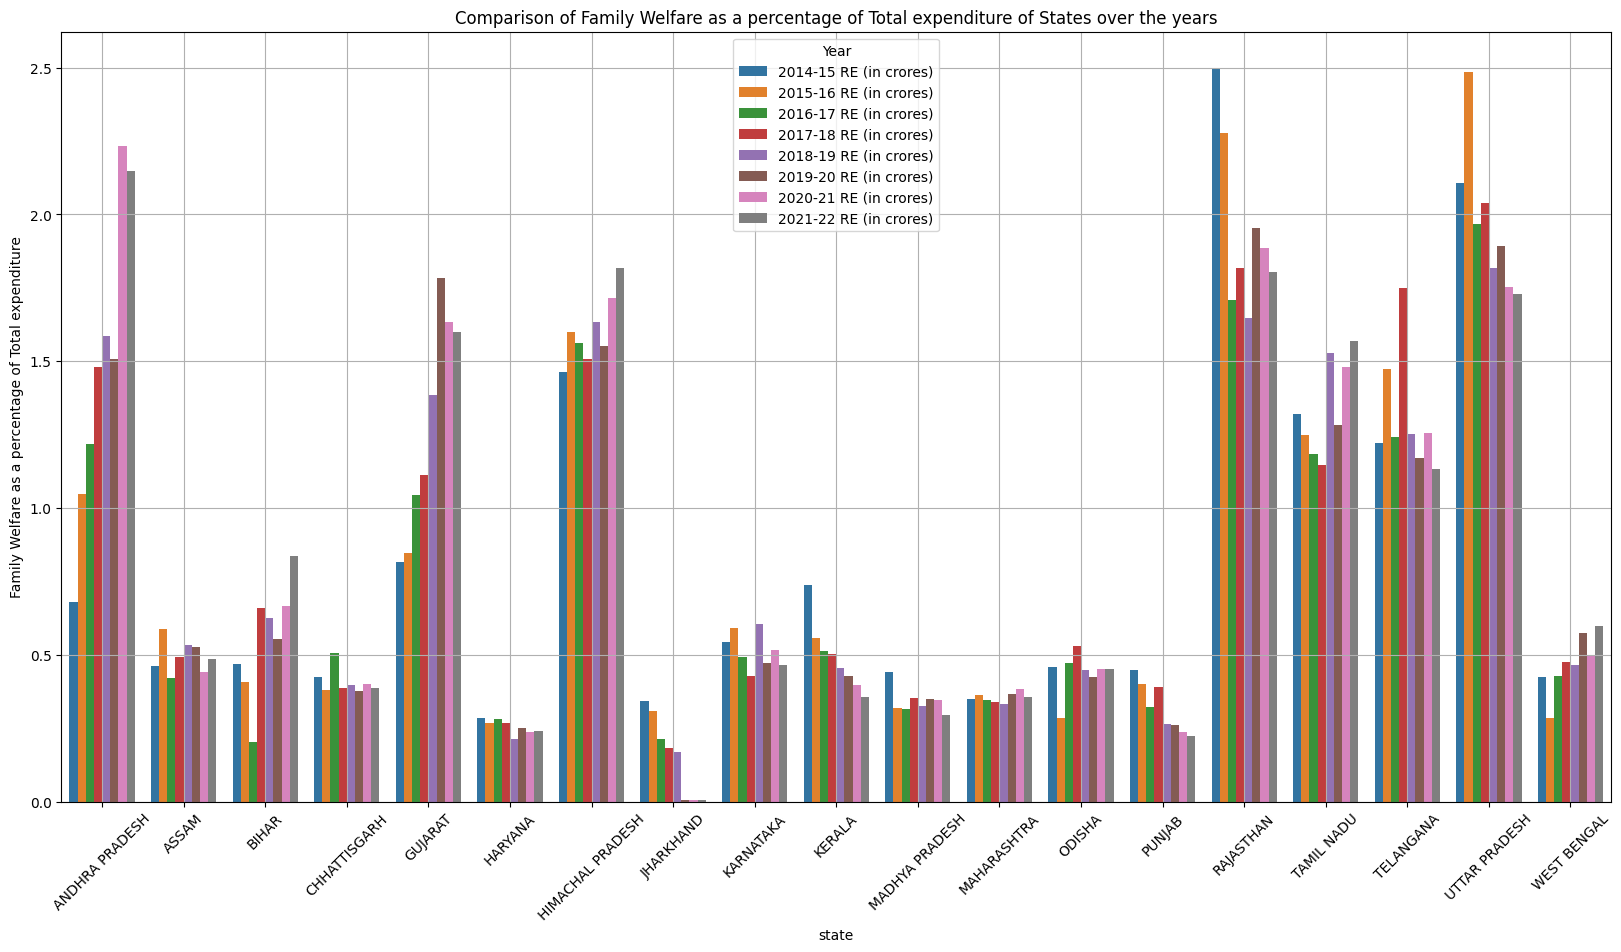 Comparison of Family Welfare as a percentage of Total expenditure of States over the years
Family Welfare as a percentage of Total expenditure
2.5
2.0
1.5
1.0
0.5
0.0
Year
2014-15 RE (in crores)
2015-16 RE (in crores)
2016-17 RE (in crores)
2017-18 RE (in crores)
2018-19 RE (in crores)
2019-20 RE (in crores)
2020-21 RE (in crores)
2021-22 RE (in crores)
ANDHRA PRADESH
ASSAM
BIHAR
CHHATTISGARH
GUJARAT
HARYANA
HIMACHAL PRADESH
JHARKHAND
KARNATAKA
KERALA
MADHYA PRADESH
MAHARASHTRA
ODISHA
PUNJAB
RAJASTHAN
TAMIL NADU
TELANGANA
UTTAR PRADESH
WEST BENGAL
state